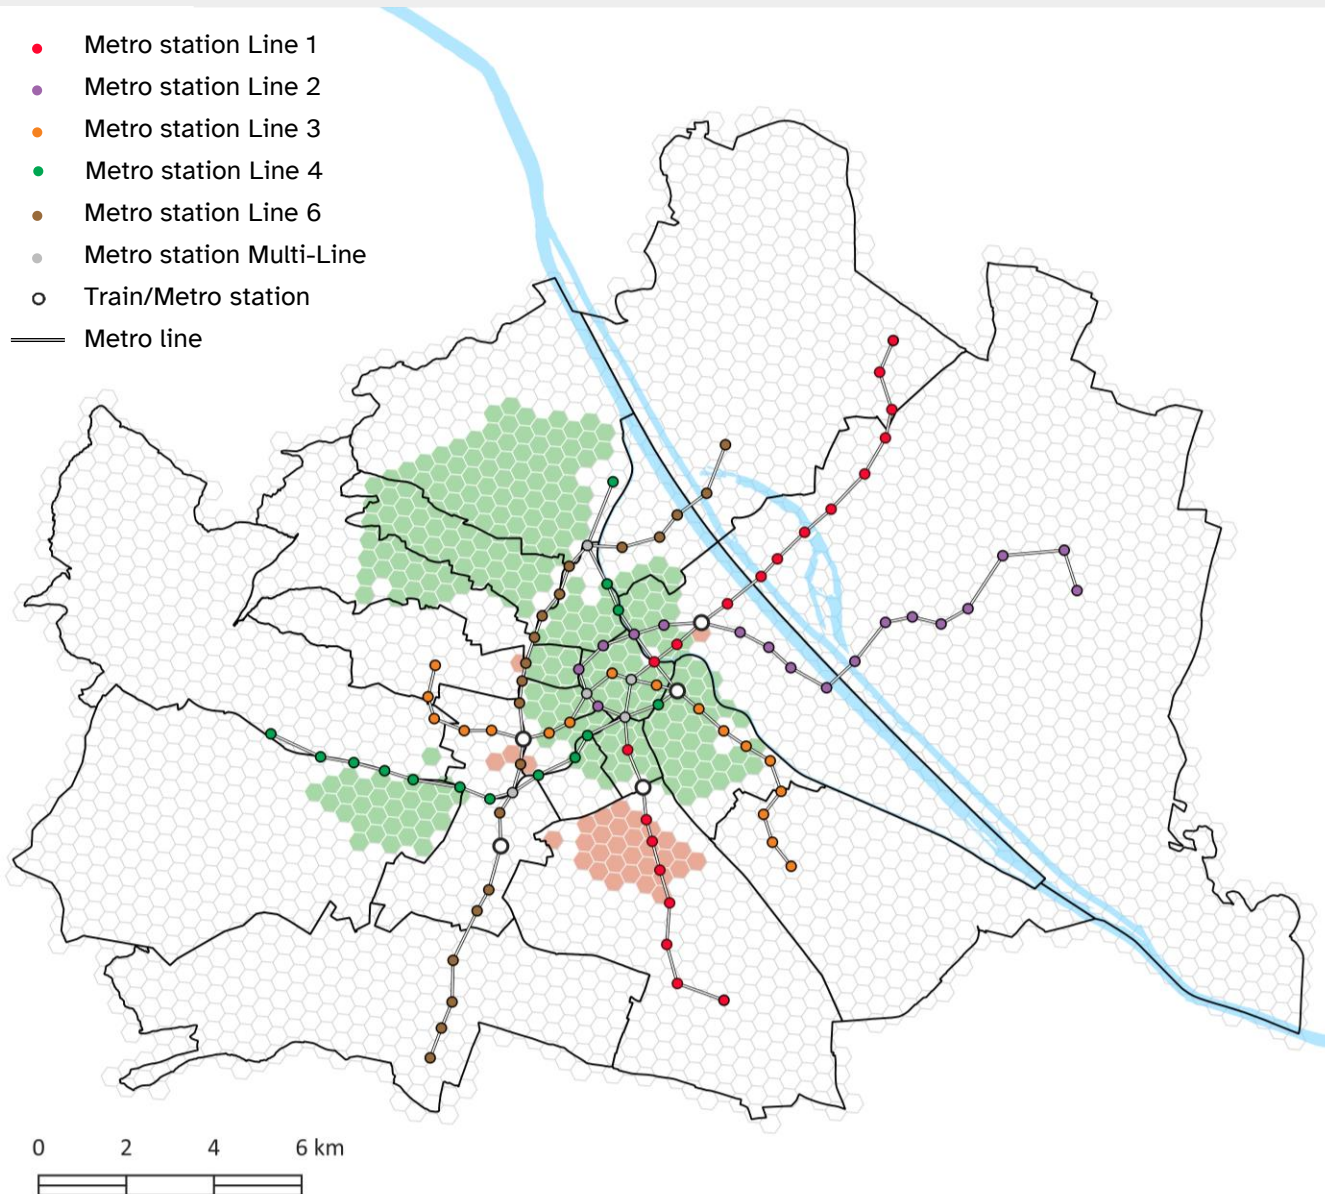 Metro station Line 1
Metro station Line 2
Metro station Line 3
Metro station Line 4
Metro station Line 6
Metro station Multi-Line
Train/Metro station
Metro line
0 2 4 6 km